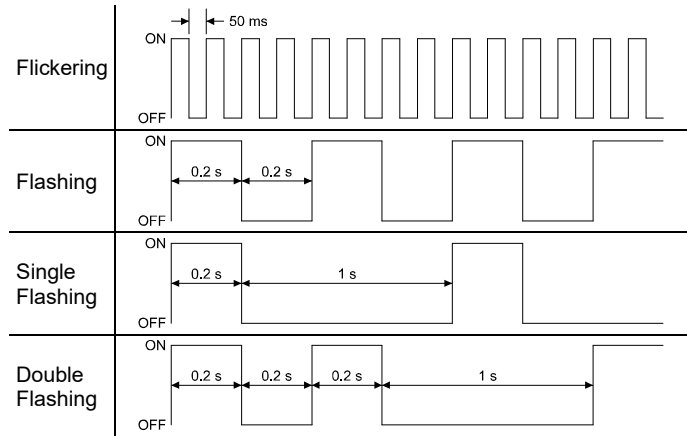 50 ms
ON
Flickering
OFF
ON
Flashing
0.2 s 0.2 s
OFF
ON
Single
Flashing
0.2 s 1 s
OFF
ON
Double
Flashing
0.2 s 0.2 s 0.2 s 1 s
OFF